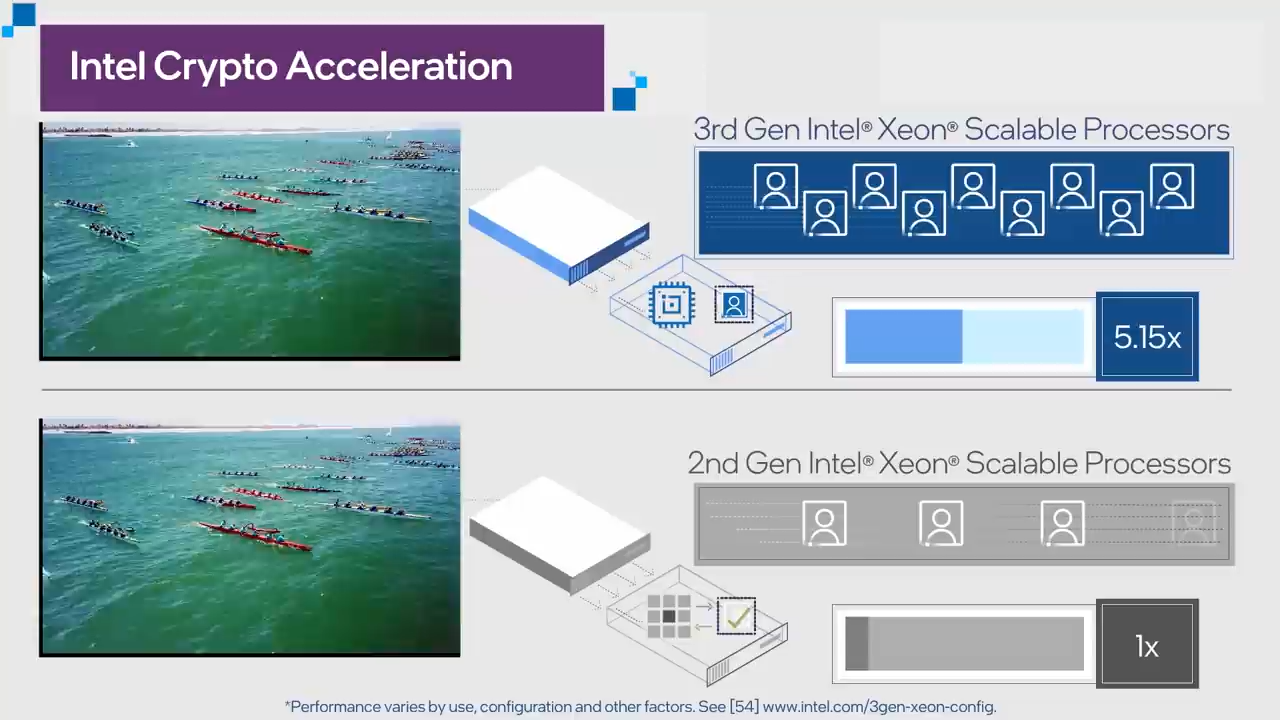 Intel Crypto Acceleration
3rd Gen Intel® Xeon® Scalable Processors
5.15x
2nd Gen Intel® Xeon® Scalable Processors
1x
*Performance varies by use, configuration and other factors. See [54] www.intel.com/3gen-xeon-config.